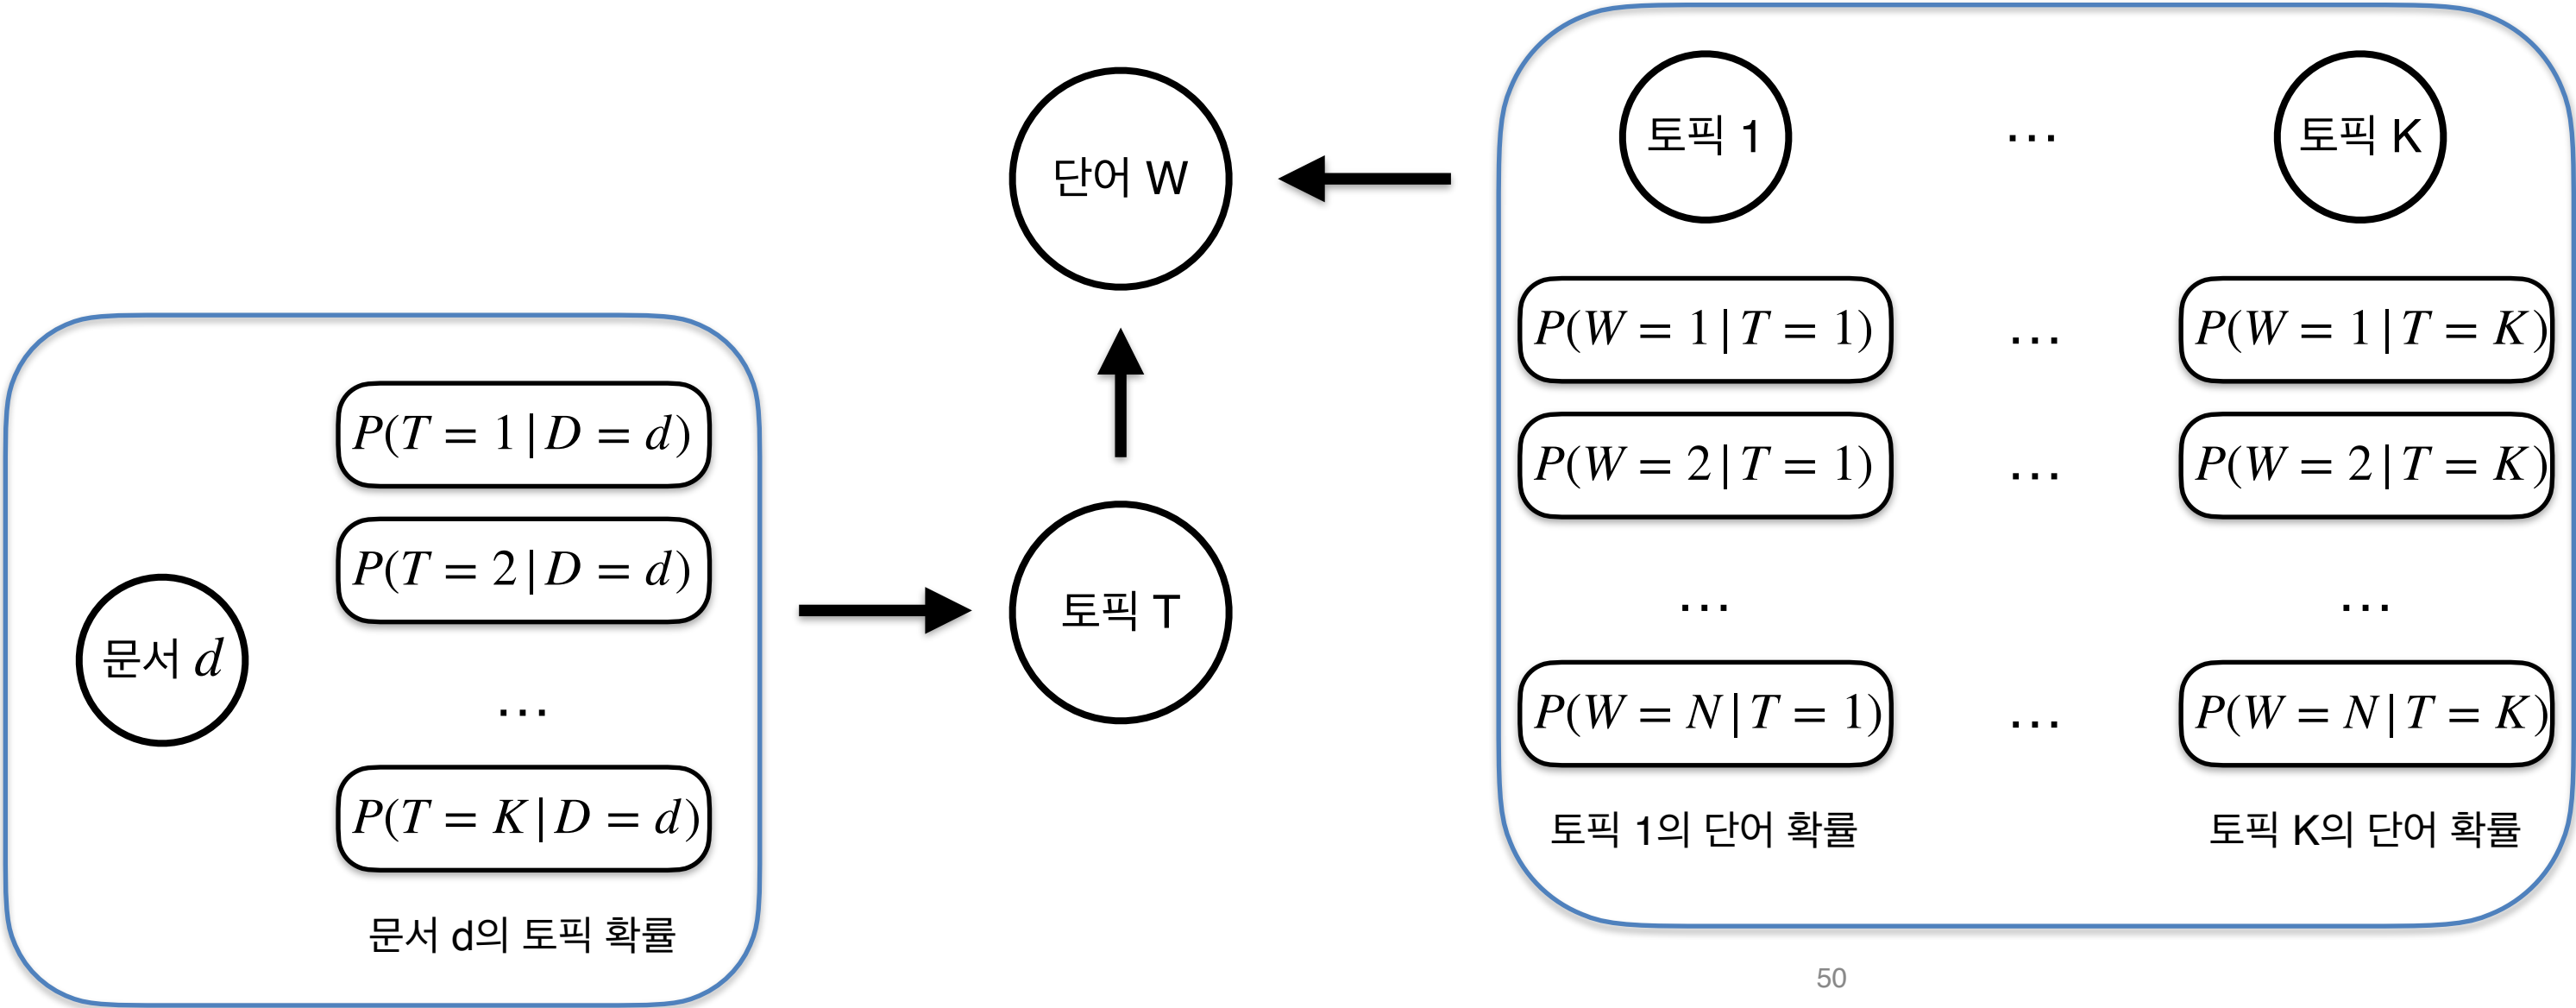 문서 d
P(T = 1 | D = d)
P(T = 2 | D = d)
…
P(T = K | D = d)
문서 d의 토픽 확률
토픽 T
단어 W
토픽 1 … 토픽 K
P(W = 1 | T = 1) … P(W = 1 | T = K)
P(W = 2 | T = 1) … P(W = 2 | T = K)
… …
P(W = N | T = 1) … P(W = N | T = K)
토픽 1의 단어 확률 토픽 K의 단어 확률
50